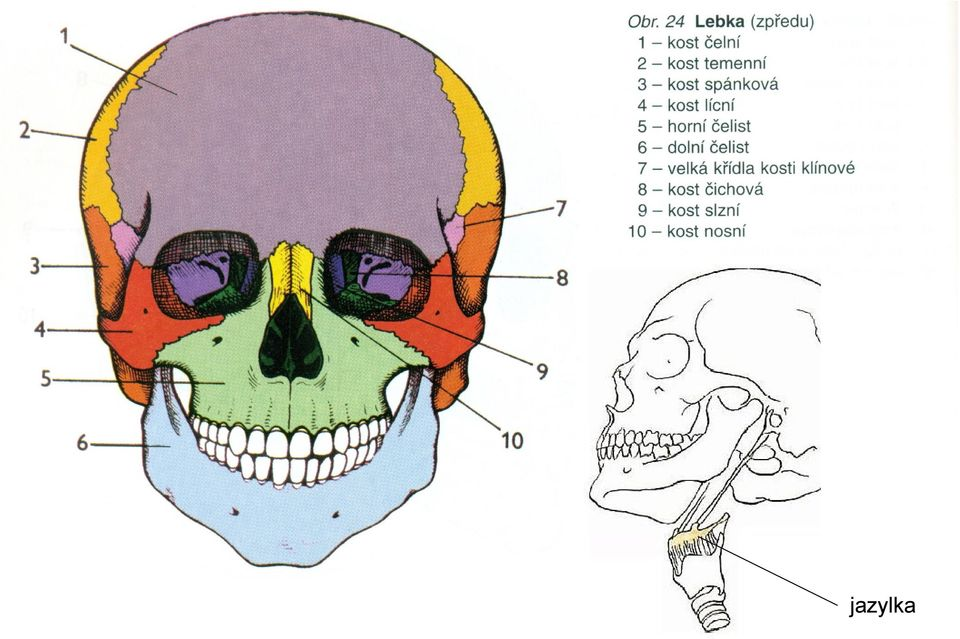 Obr. 24 Lebka (zpředu)
1 – kost čelní
2 – kost temenní
3 – kost spánková
4 – kost lícní
5 – horní čelist
6 – dolní čelist
7 – velká křídla kosti klínové
8 – kost čichová
9 – kost slzní
10 – kost nosní
1
2
3
4
5
6
7
8
9
10
jazylka